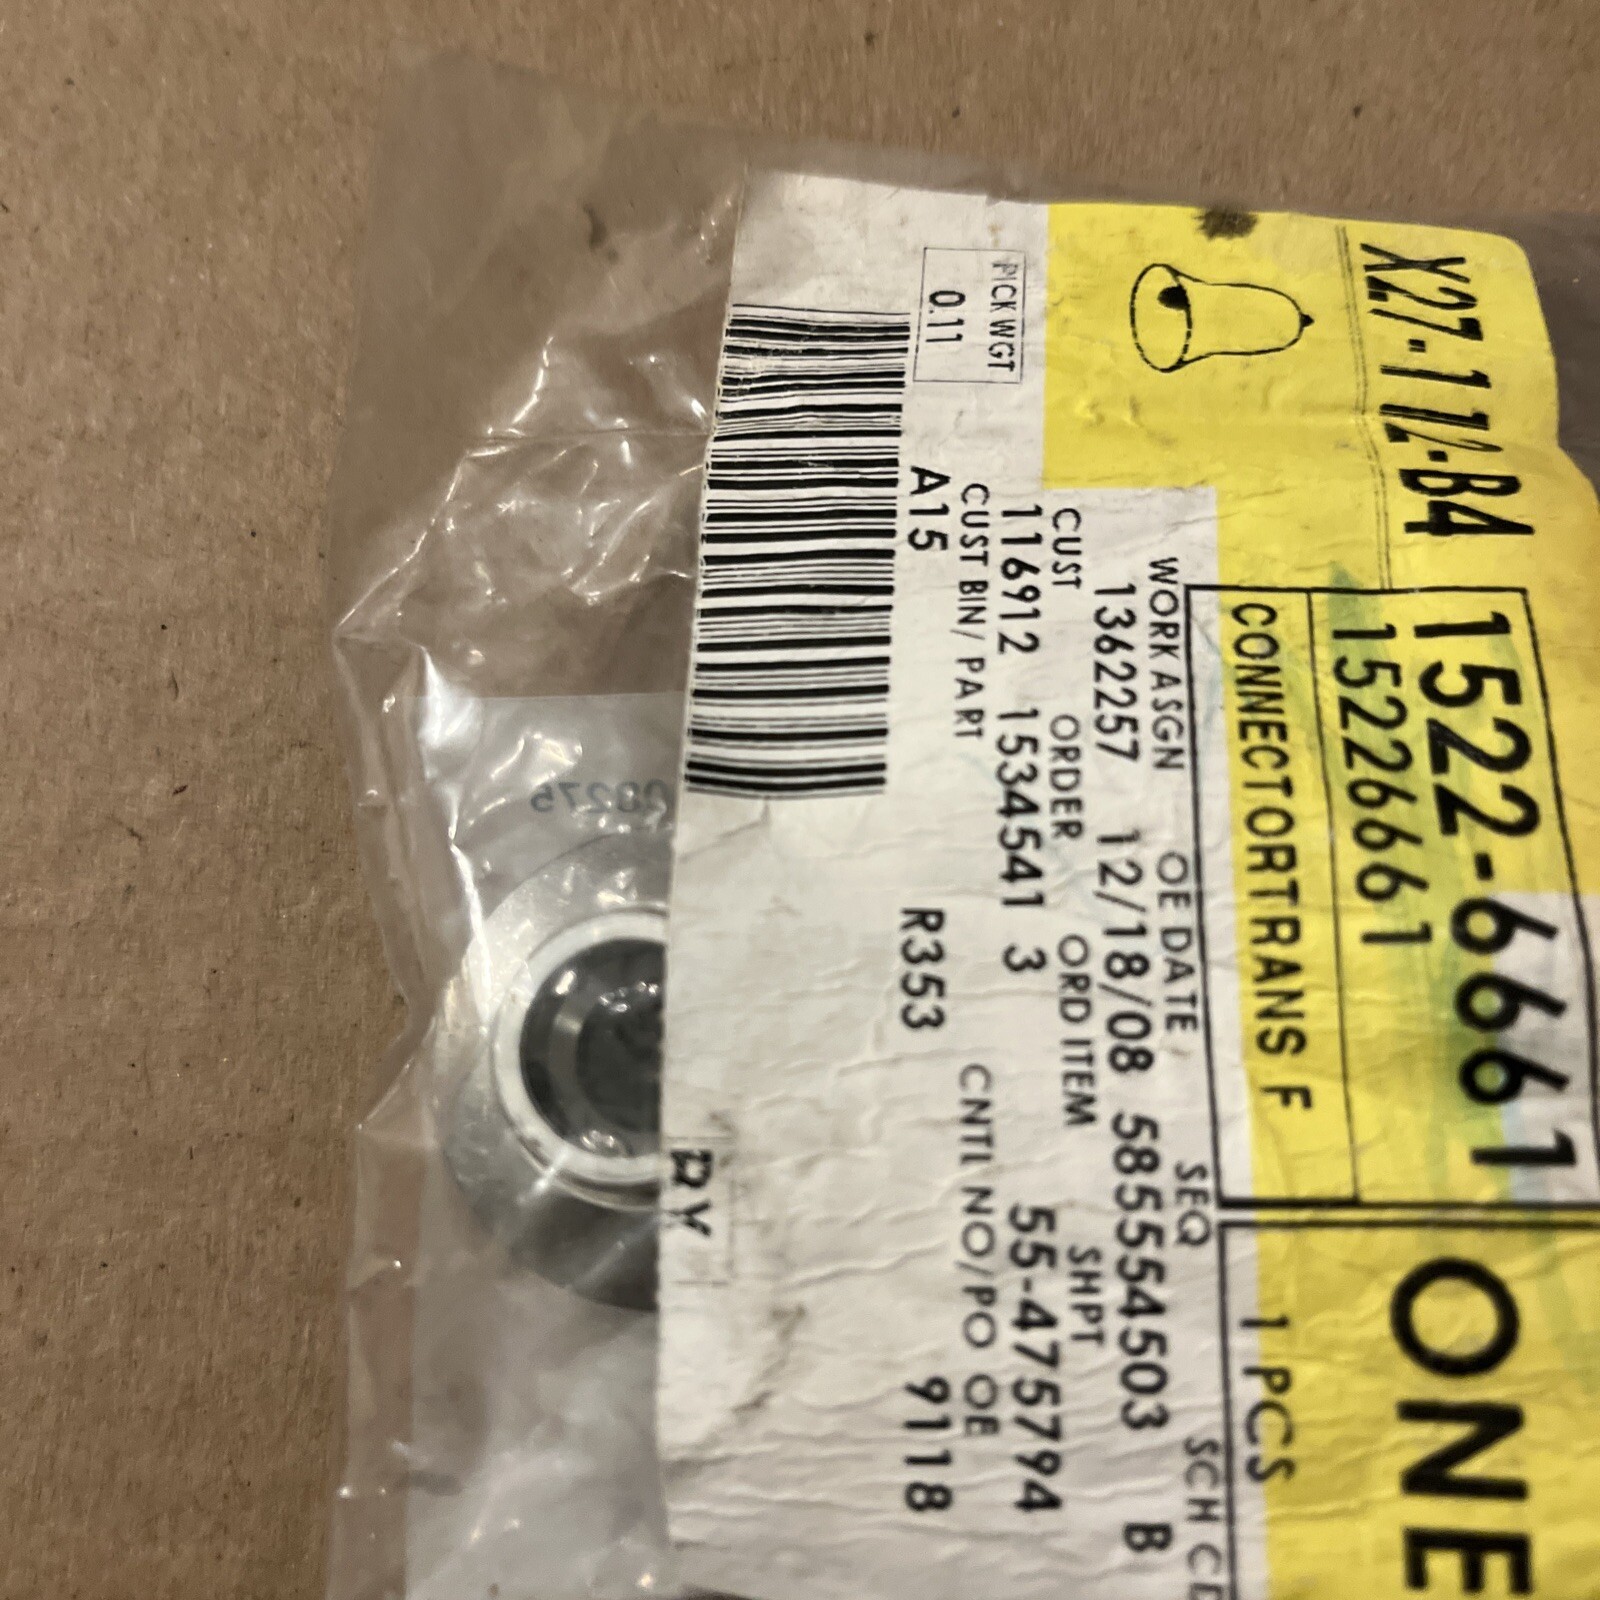 X27-1 12-B4
1522-6661
15226661
CONNECTORTRANS F
ONE
1 PCS
WORK ASGN OE DATE SEQ SCH CD
1362257 12/18/08 5855554503 B
CUST ORDER ORD ITEM SHPT
116912 1534541 3 55-475794
CUST BIN/ PART CNTL NO/PO OE
A15 R353 9118
PICK WGT
0.11